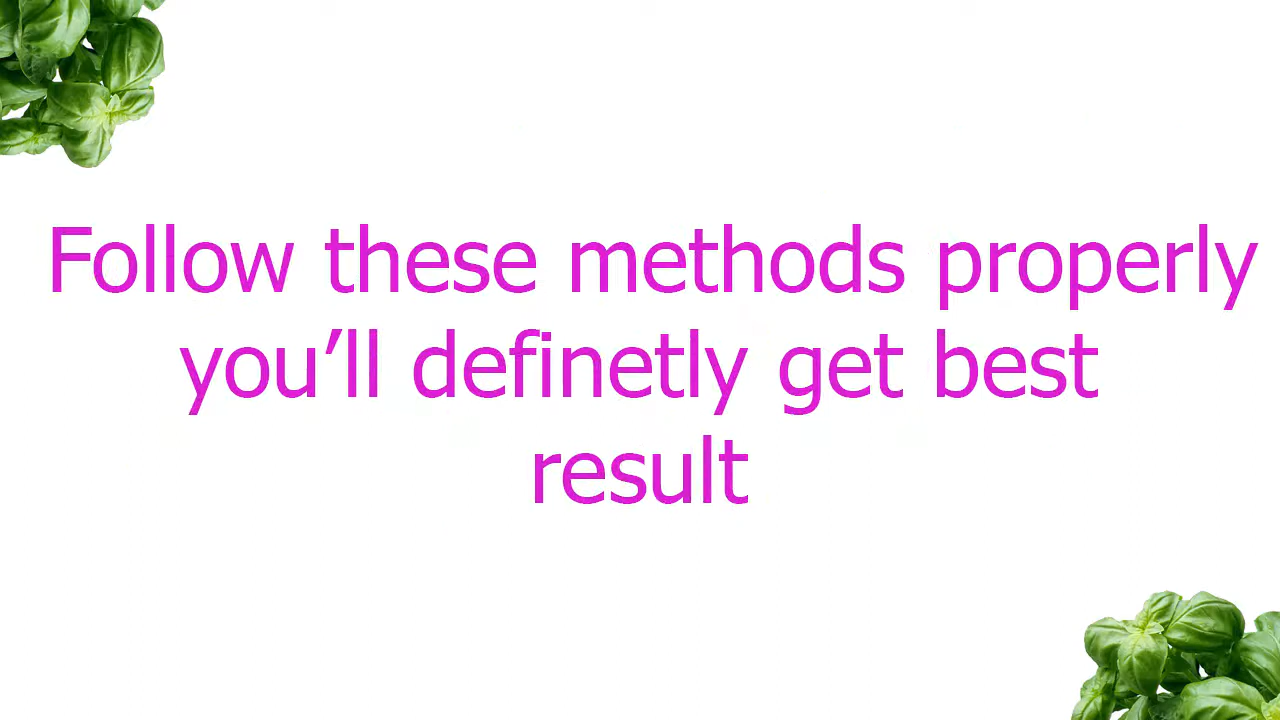 Follow these methods properly
you’ll definetly get best
result